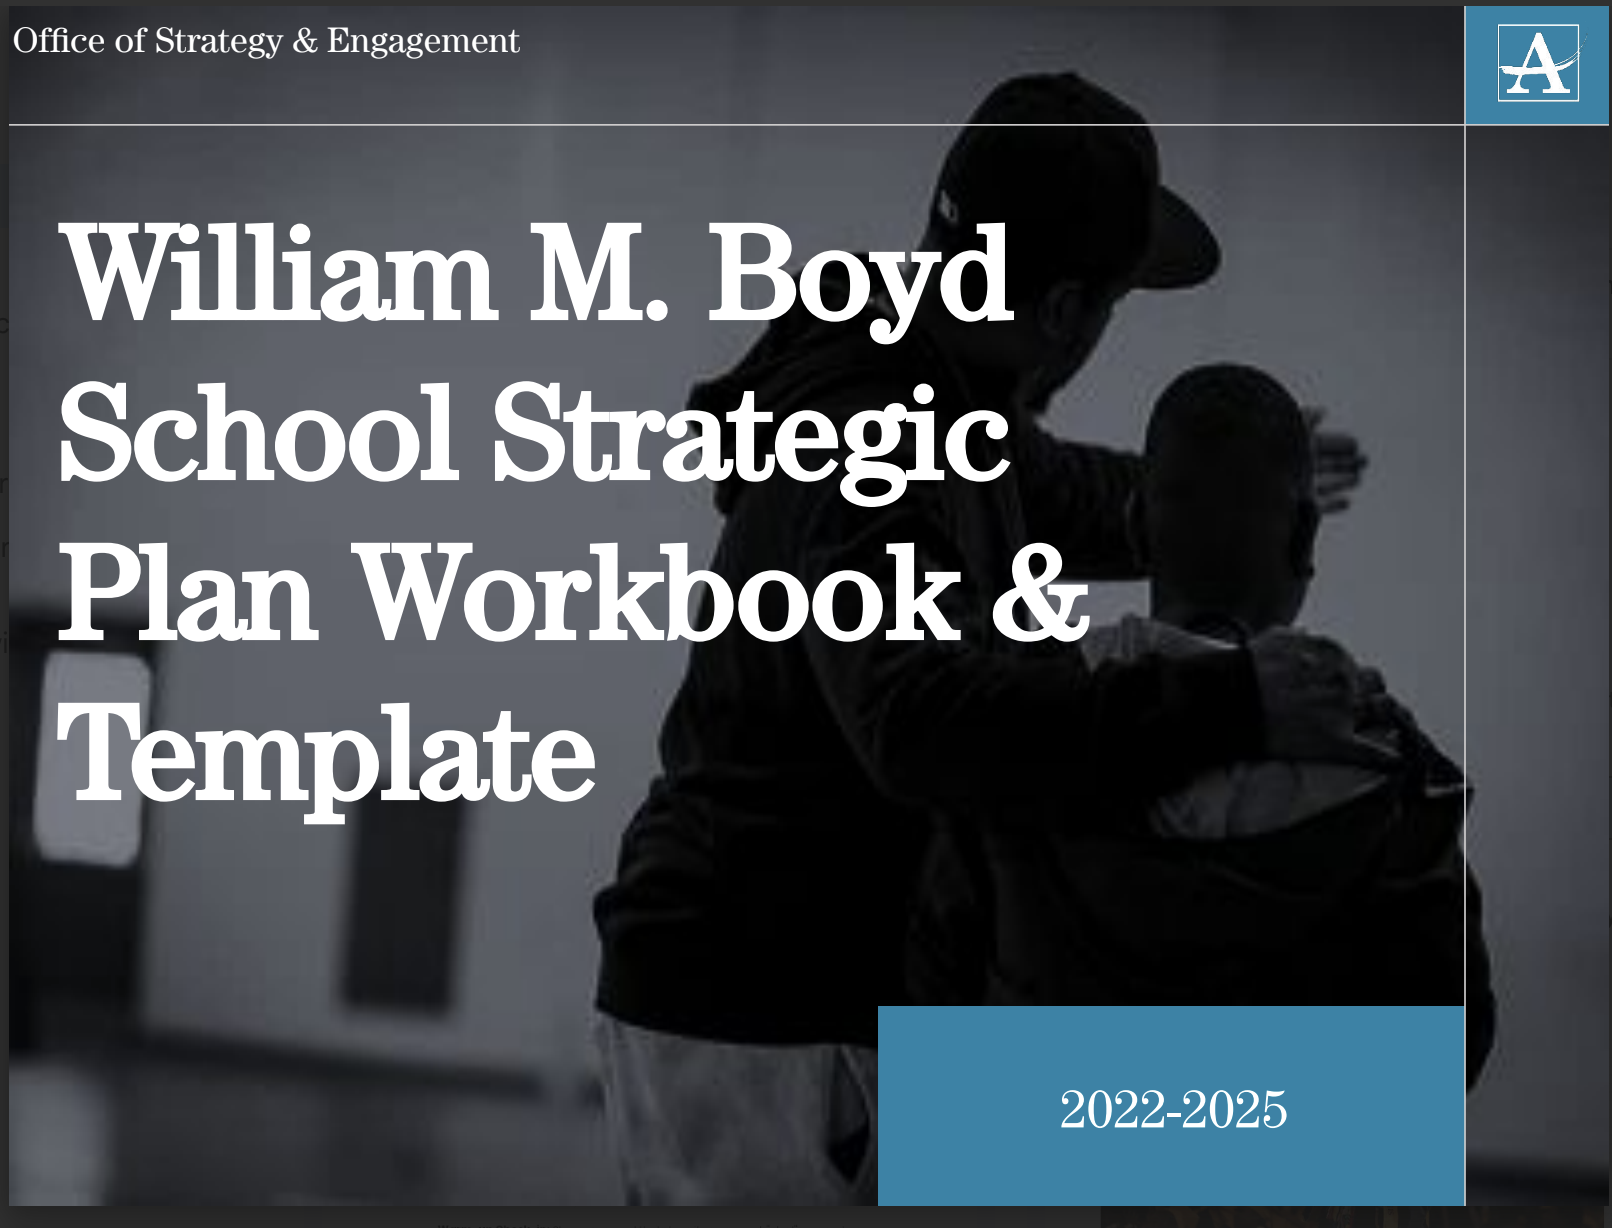 Office of Strategy & Engagement
A
William M. Boyd
School Strategic
Plan Workbook &
Template
2022-2025